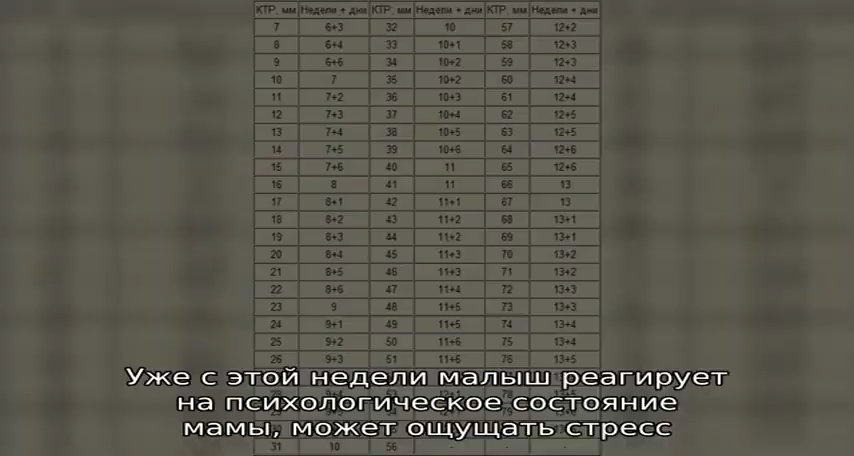 КТР, мм Недели + дни КТР, мм Недели + дни КТР, мм Недели + дни
7 6+3 32 10 57 12+2
8 6+4 33 10+1 58 12+3
9 6+6 34 10+2 59 12+3
10 7 35 10+2 60 12+4
11 7+2 36 10+3 61 12+4
12 7+3 37 10+4 62 12+5
13 7+4 38 10+5 63 12+5
14 7+5 39 10+6 64 12+6
15 7+6 40 11 65 12+6
16 8 41 11 66 13
17 8+1 42 11+1 67 13
18 8+2 43 11+2 68 13+1
19 8+3 44 11+2 69 13+1
20 8+4 45 11+3 70 13+2
21 8+5 46 11+3 71 13+2
22 8+6 47 11+4 72 13+3
23 9 48 11+5 73 13+3
24 9+1 49 11+5 74 13+4
25 9+2 50 11+6 75 13+4
26 9+3 51 11+6 76 13+5
Уже с этой недели малыш реагирует
на психологическое состояние
мамы, может ощущать стресс
31 10 56 - - -